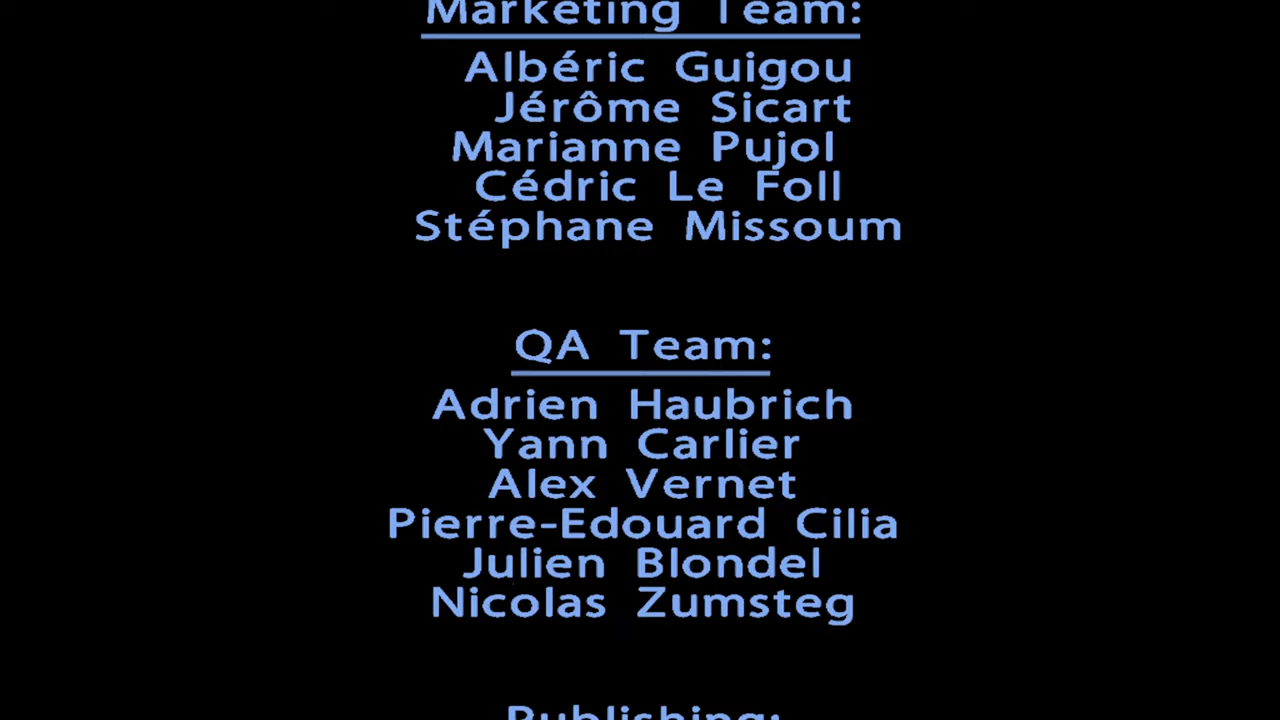 Marketing Team:
Albéric Guigou
Jérôme Sicart
Marianne Pujol
Cédric Le Foll
Stéphane Missoum
QA Team:
Adrien Haubrich
Yann Carlier
Alex Vernet
Pierre-Edouard Cilia
Julien Blondel
Nicolas Zumsteg
Publishing: